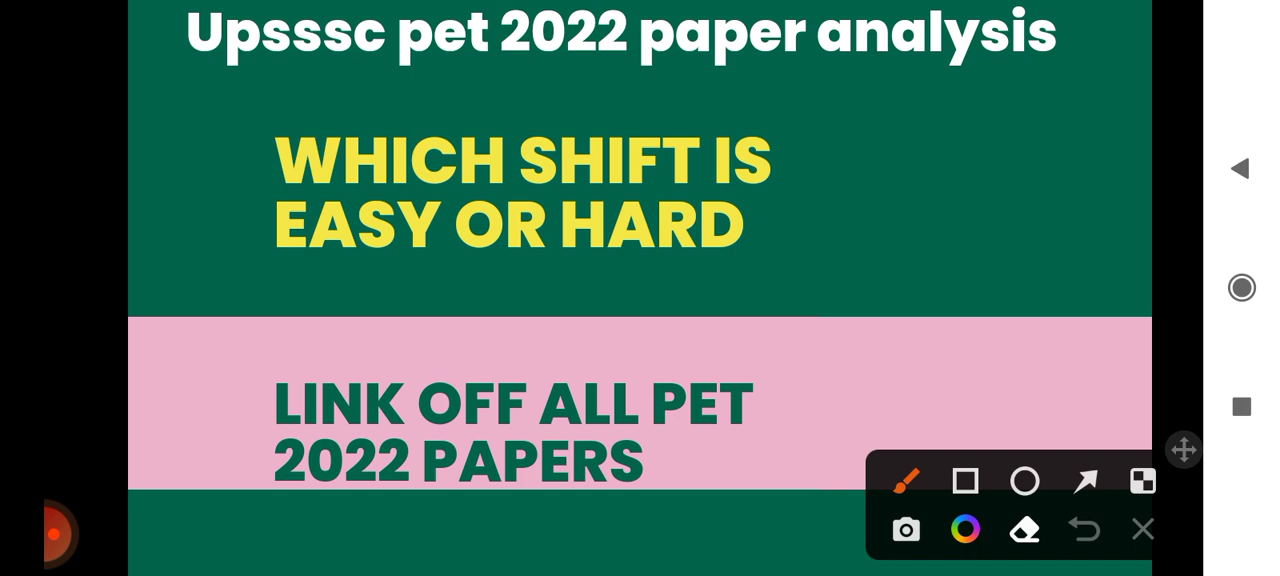 Upsssc pet 2022 paper analysis
WHICH SHIFT IS
EASY OR HARD
LINK OFF ALL PET
2022 PAPERS